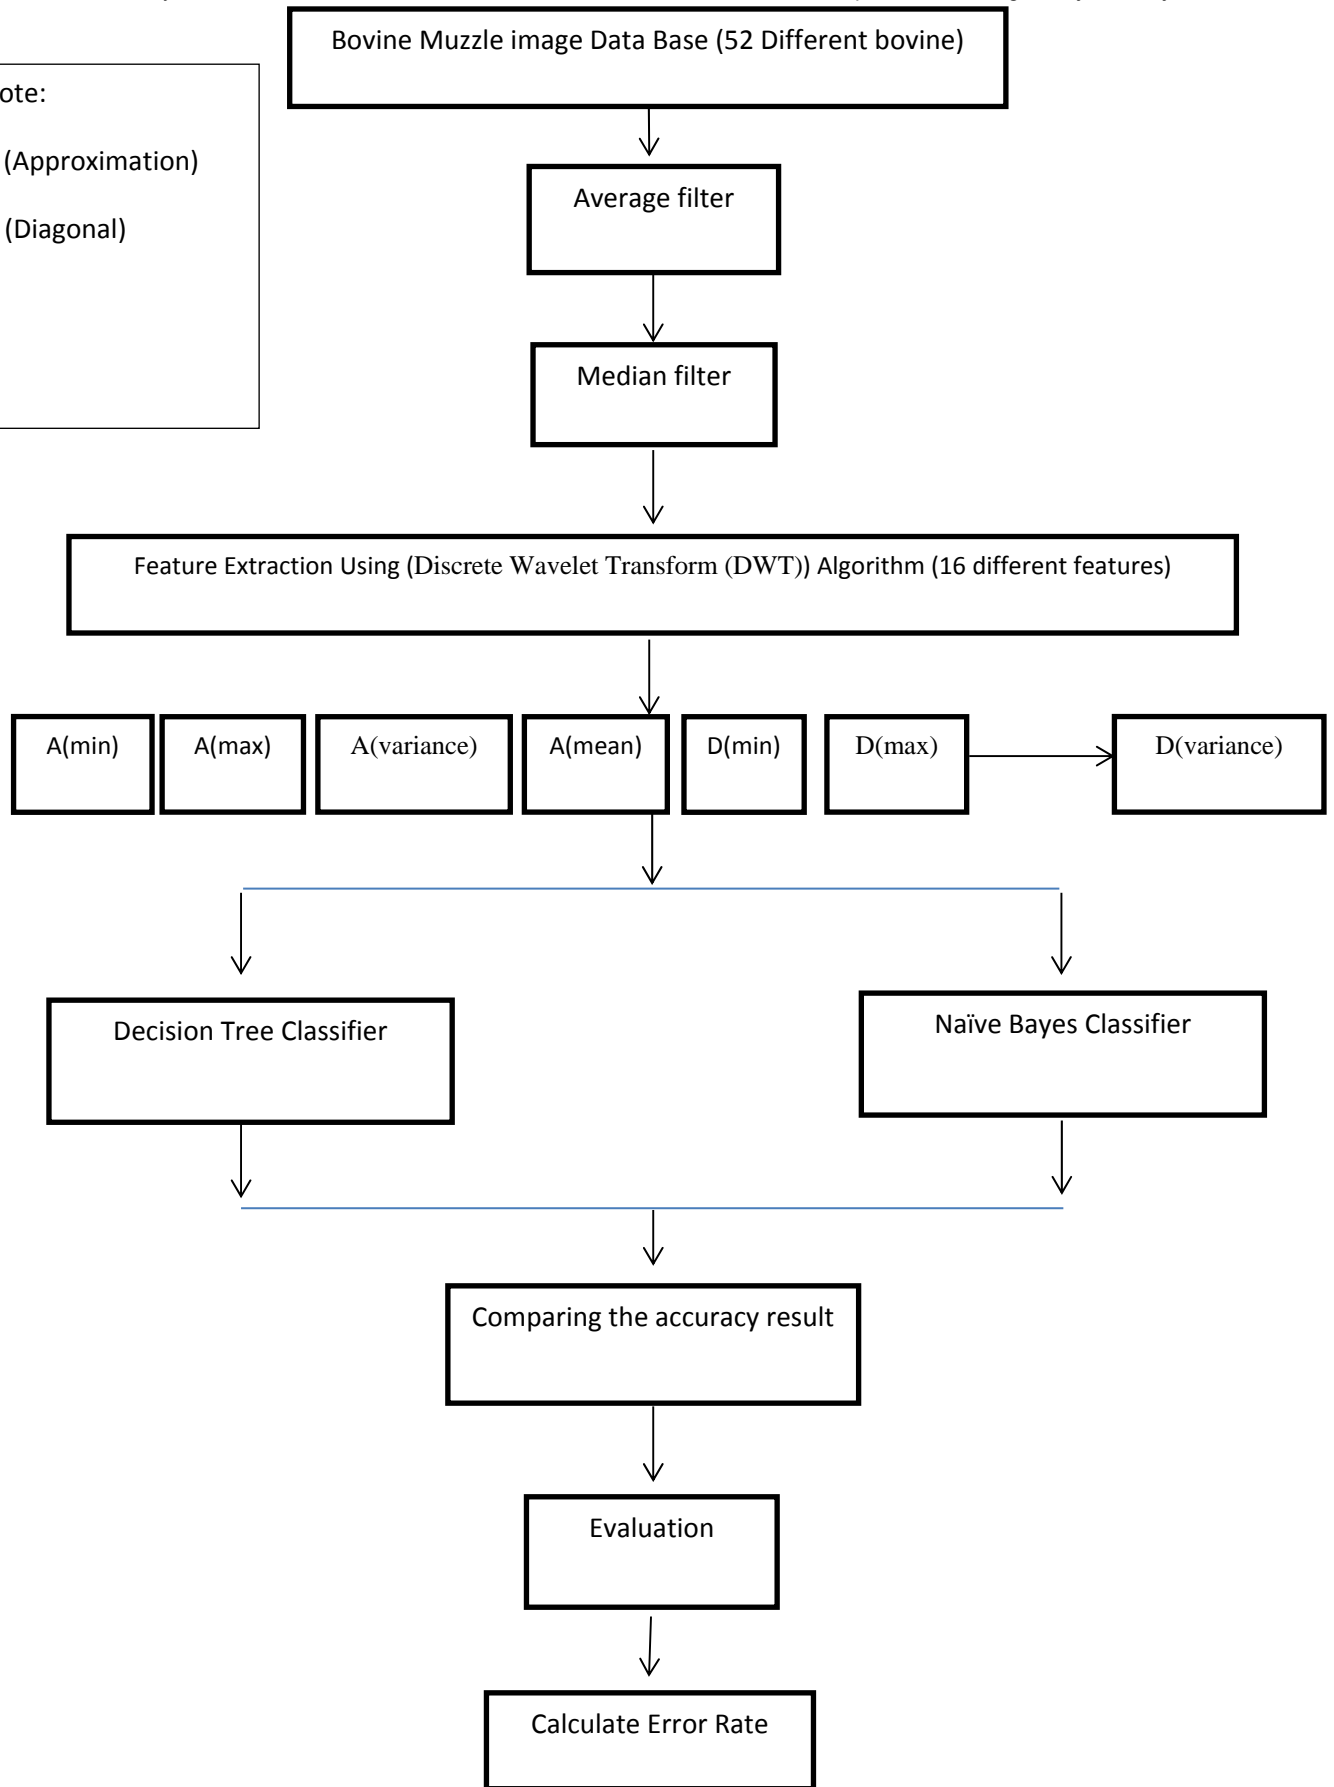 Bovine Muzzle image Data Base (52 Different bovine)
ote:
(Approximation)
(Diagonal)
Average filter
Median filter
Feature Extraction Using (Discrete Wavelet Transform (DWT)) Algorithm (16 different features)
A(min) A(max) A(variance) A(mean) D(min) D(max) D(variance)
Decision Tree Classifier
Naïve Bayes Classifier
Comparing the accuracy result
Evaluation
Calculate Error Rate